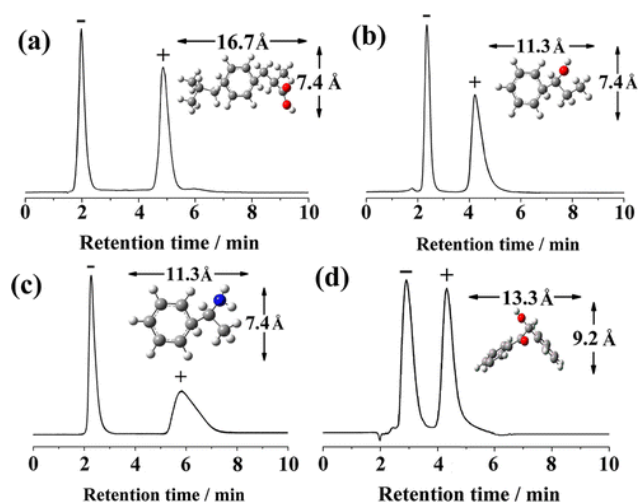 (a)
-
+
16.7Å
7.4 Å
0 2 4 6 8 10
Retention time / min
(b)
-
+
11.3Å
7.4Å
0 2 4 6 8 10
Retention time / min
(c)
-
+
11.3Å
7.4Å
0 2 4 6 8 10
Retention time / min
(d)
-
+
13.3Å
9.2 Å
0 2 4 6 8 10
Retention time / min